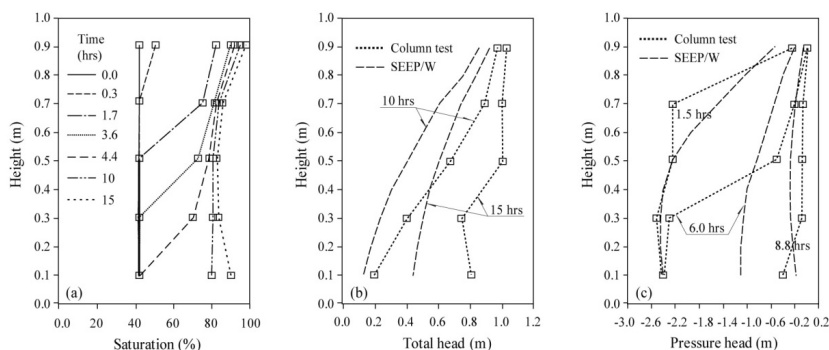 Time
(hrs)
0.0
0.3
1.7
3.6
4.4
10
15
Height (m)
1.0
0.9
0.8
0.7
0.6
0.5
0.4
0.3
0.2
0.1
0.0
(a)
0.0 20 40 60 80 100
Saturation (%)
Column test
SEEP/W
10 hrs
15 hrs
Height (m)
1.0
0.9
0.8
0.7
0.6
0.5
0.4
0.3
0.2
0.1
0.0
(b)
0.0 0.2 0.4 0.6 0.8 1.0 1.2
Total head (m)
Column test
SEEP/W
1.5 hrs
6.0 hrs
8.8 hrs
Height (m)
1.0
0.9
0.8
0.7
0.6
0.5
0.4
0.3
0.2
0.1
0.0
(c)
-3.0 -2.6 -2.2 -1.8 -1.4 -1.0 -0.6 -0.2 0.2
Pressure head (m)